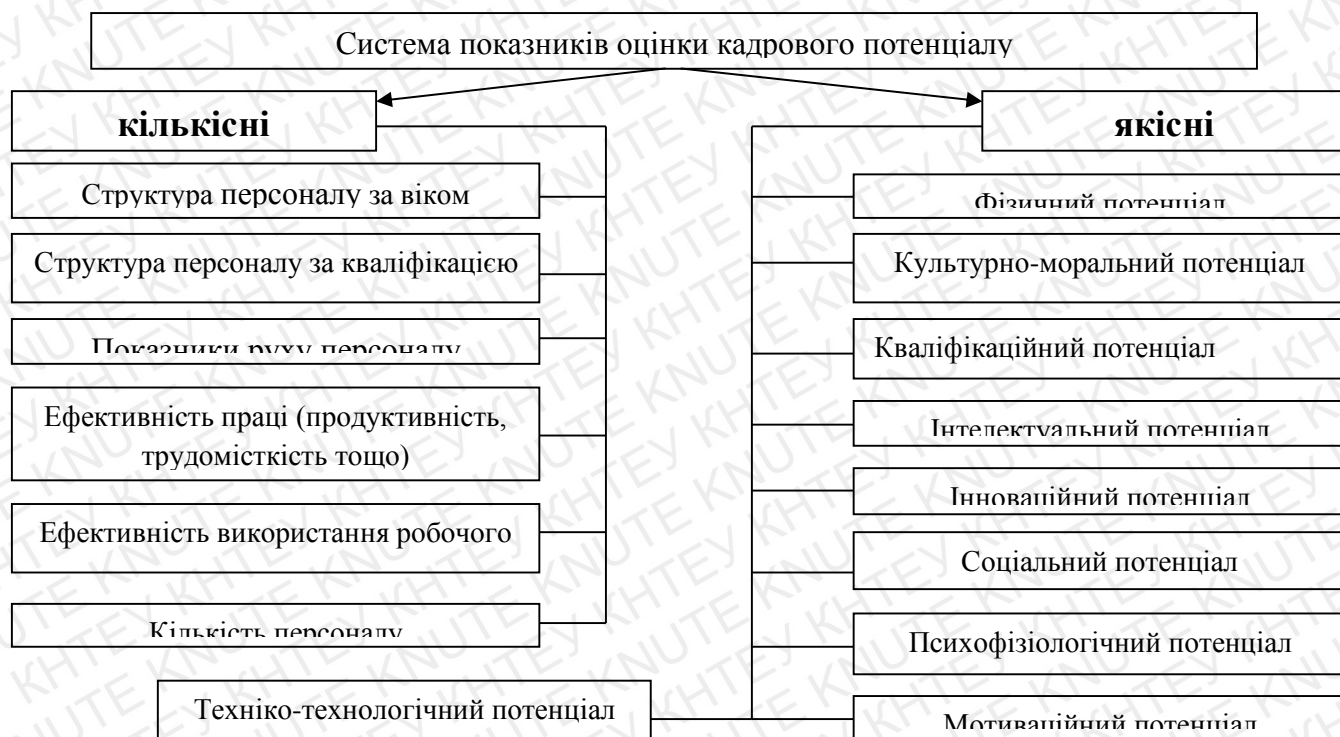 Система показників оцінки кадрового потенціалу
кількісні
якісні
Структура персоналу за віком
Структура персоналу за кваліфікацією
Показники руху персоналу
Ефективність праці (продуктивність,
трудомісткість тощо)
Ефективність використання робочого
Кількість персоналу
Техніко-технологічний потенціал
Фізичний потенціал
Культурно-моральний потенціал
Кваліфікаційний потенціал
Інтелектуальний потенціал
Інноваційний потенціал
Соціальний потенціал
Психофізіологічний потенціал
Мотиваційний потенціал
КНТЕУ KNUTE